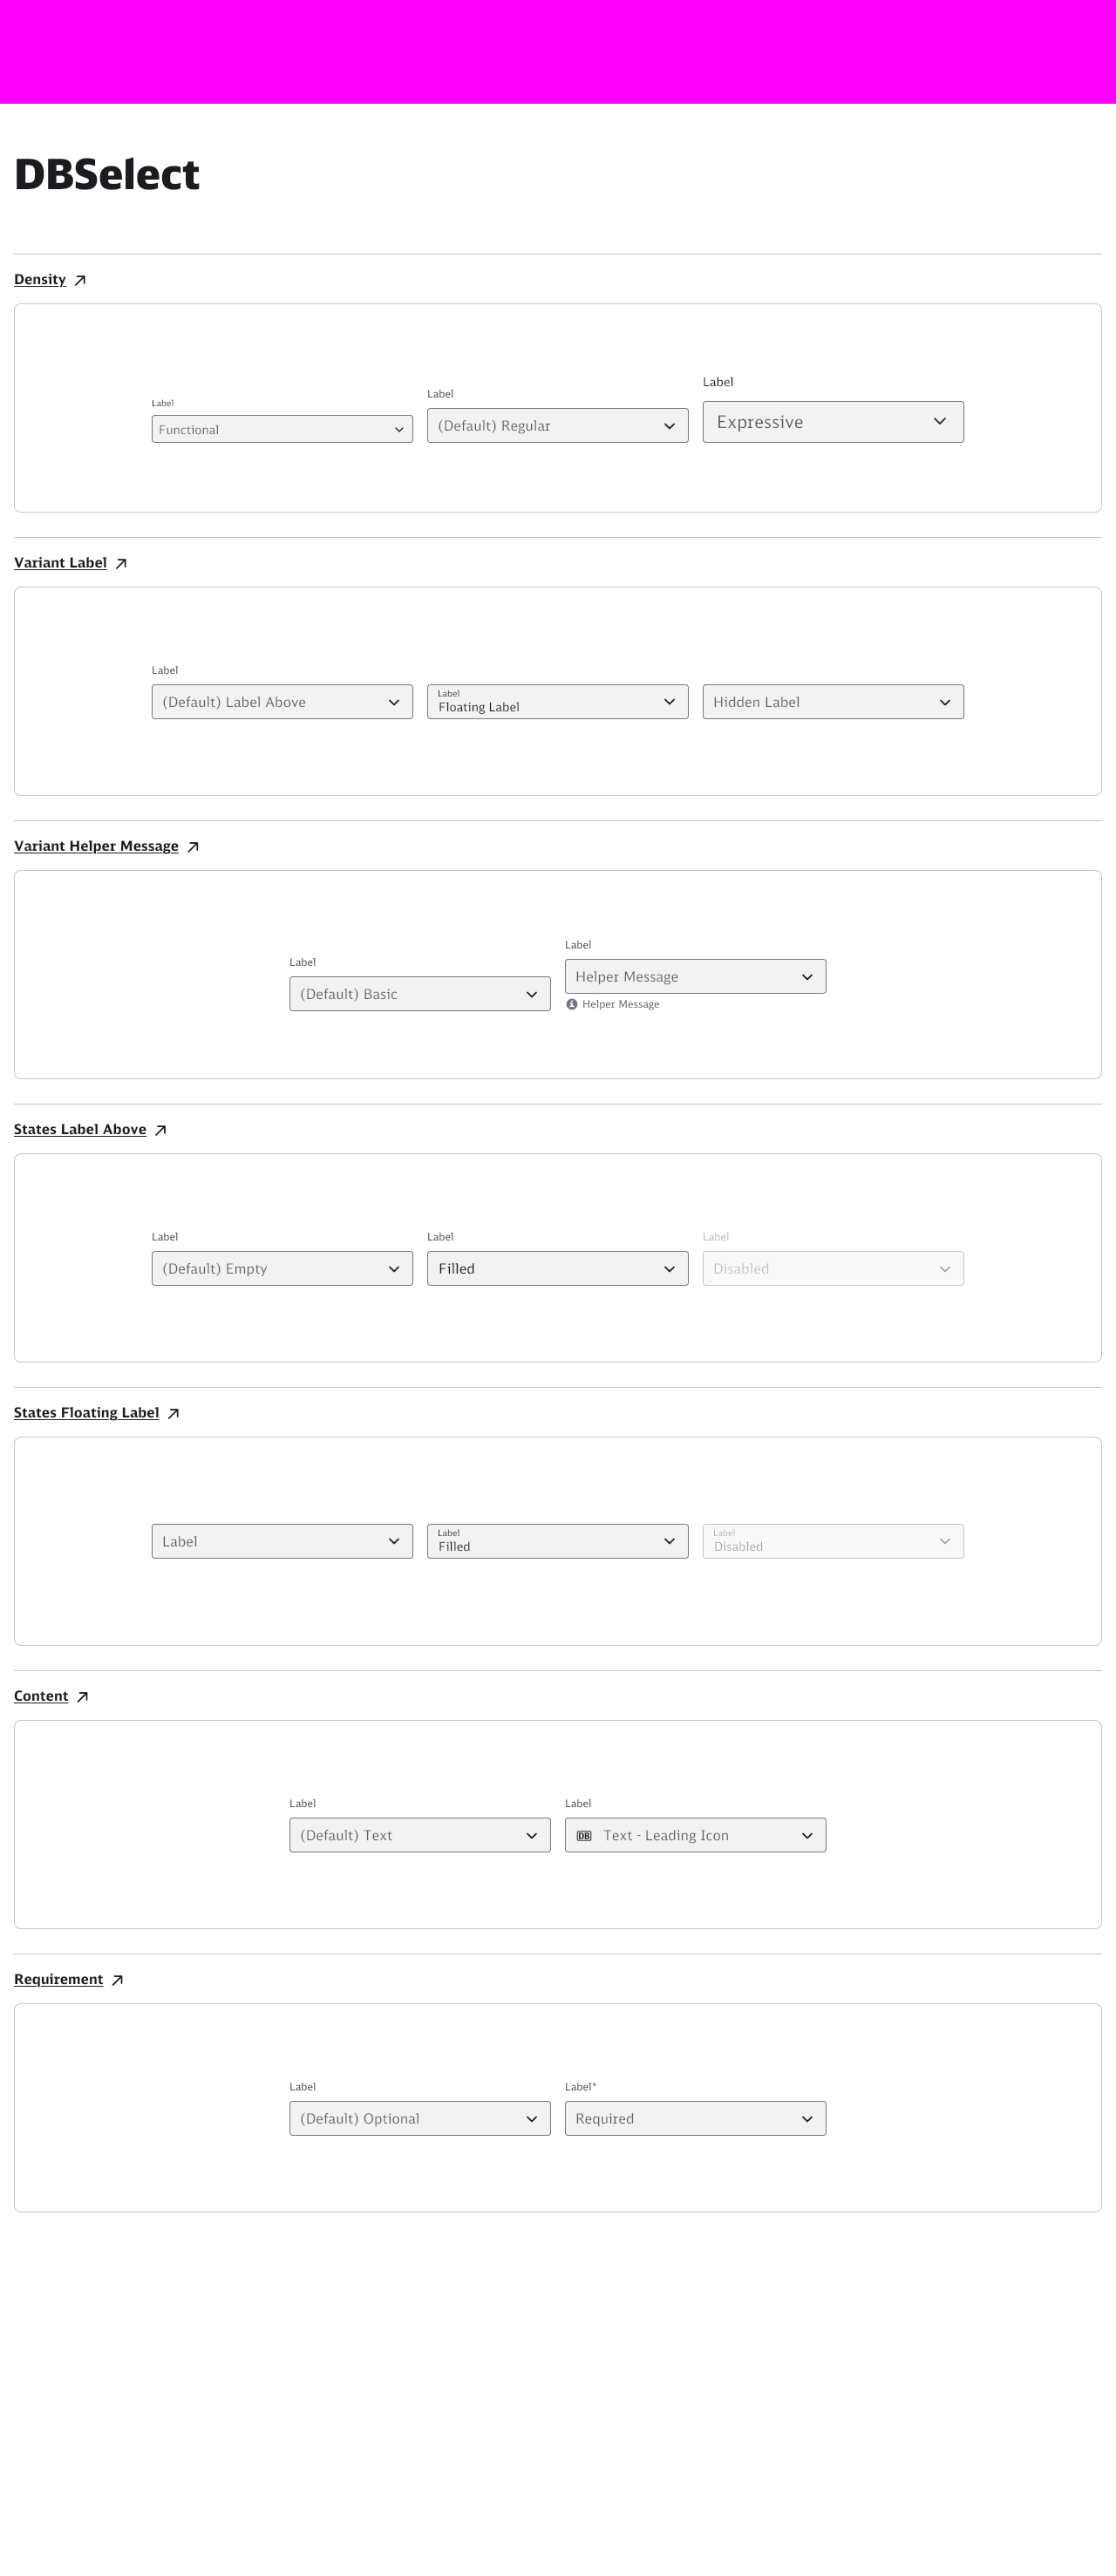 DBSelect
Density
Label
Functional
Label
(Default) Regular
Label
Expressive
Variant Label
Label
(Default) Label Above
Label
Floating Label
Hidden Label
Variant Helper Message
Label
(Default) Basic
Label
Helper Message
Helper Message
States Label Above
Label
(Default) Empty
Label
Filled
Label
Disabled
States Floating Label
Label
Label
Filled
Label
Disabled
Content
Label
(Default) Text
Label
DB Text - Leading Icon
Requirement
Label
(Default) Optional
Label*
Required